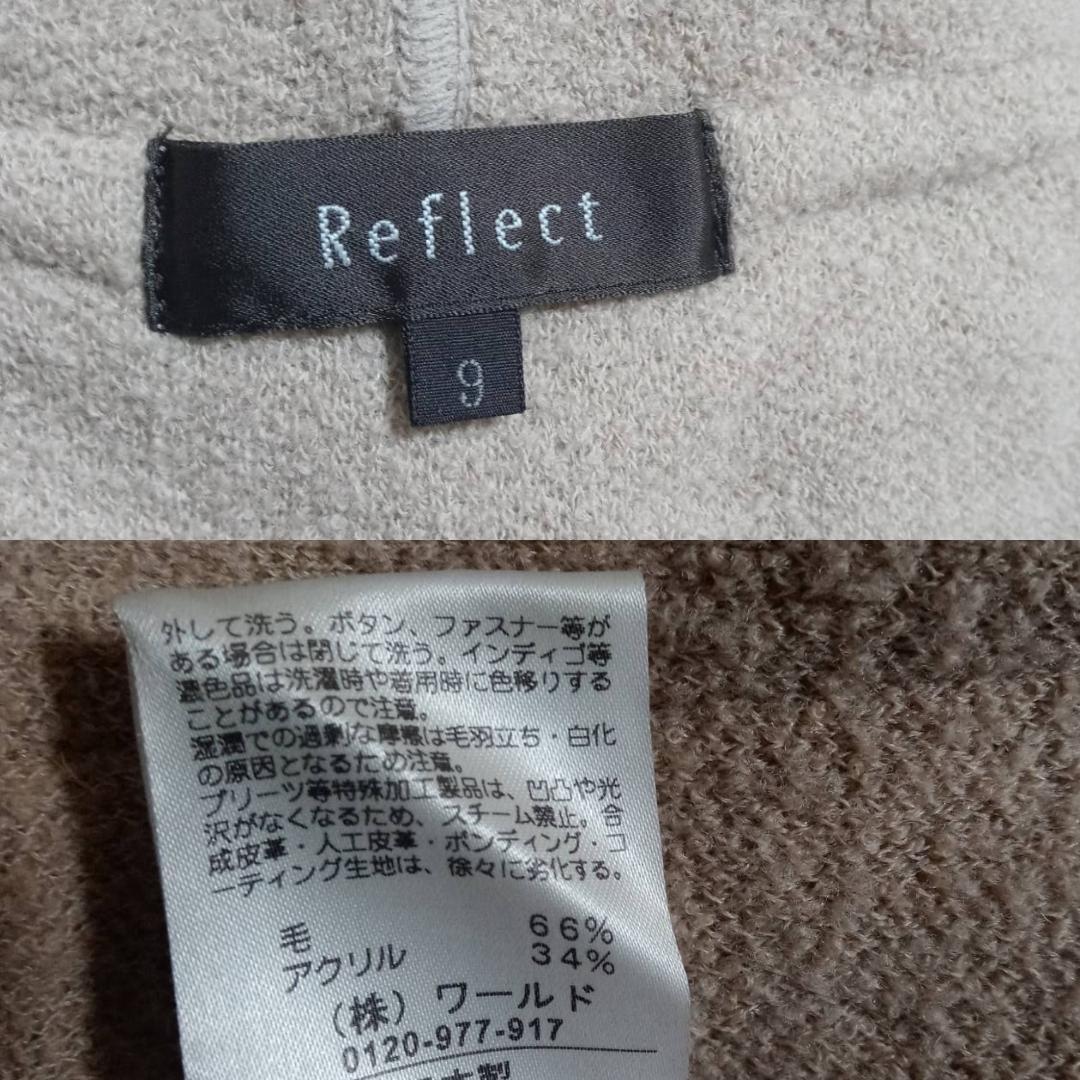 Reflect
9
外して洗う。ボタン、ファスナー等が
ある場合は閉じて洗う。インディゴ等
濃色品は洗濯時や着用時に色移りする
ことがあるので注意。
湿潤での過剰な摩擦は毛羽立ち・白化
の原因となるため注意。
プリーツ等特殊加工製品は、凹凸や光
沢がなくなるため、スチーム禁止。合
成皮革・人工皮革・ボンディング・コ
ーティング生地は、徐々に劣化する。
毛 66%
アクリル 34%
(株) ワールド
0120-977-917